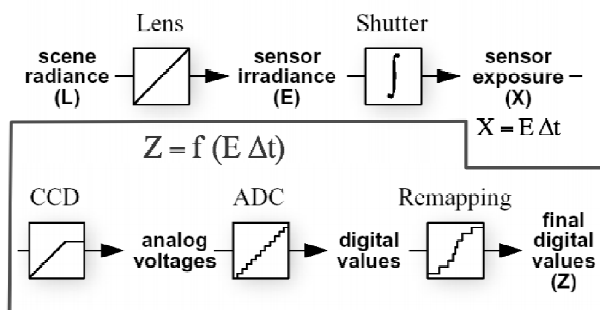 Lens
Shutter
scene
radiance
(L)
sensor
irradiance
(E)
∫
sensor
exposure
(X)
X = E Δt
Z = f (E Δt)
CCD
ADC
Remapping
analog
voltages
digital
values
final
digital
values
(Z)